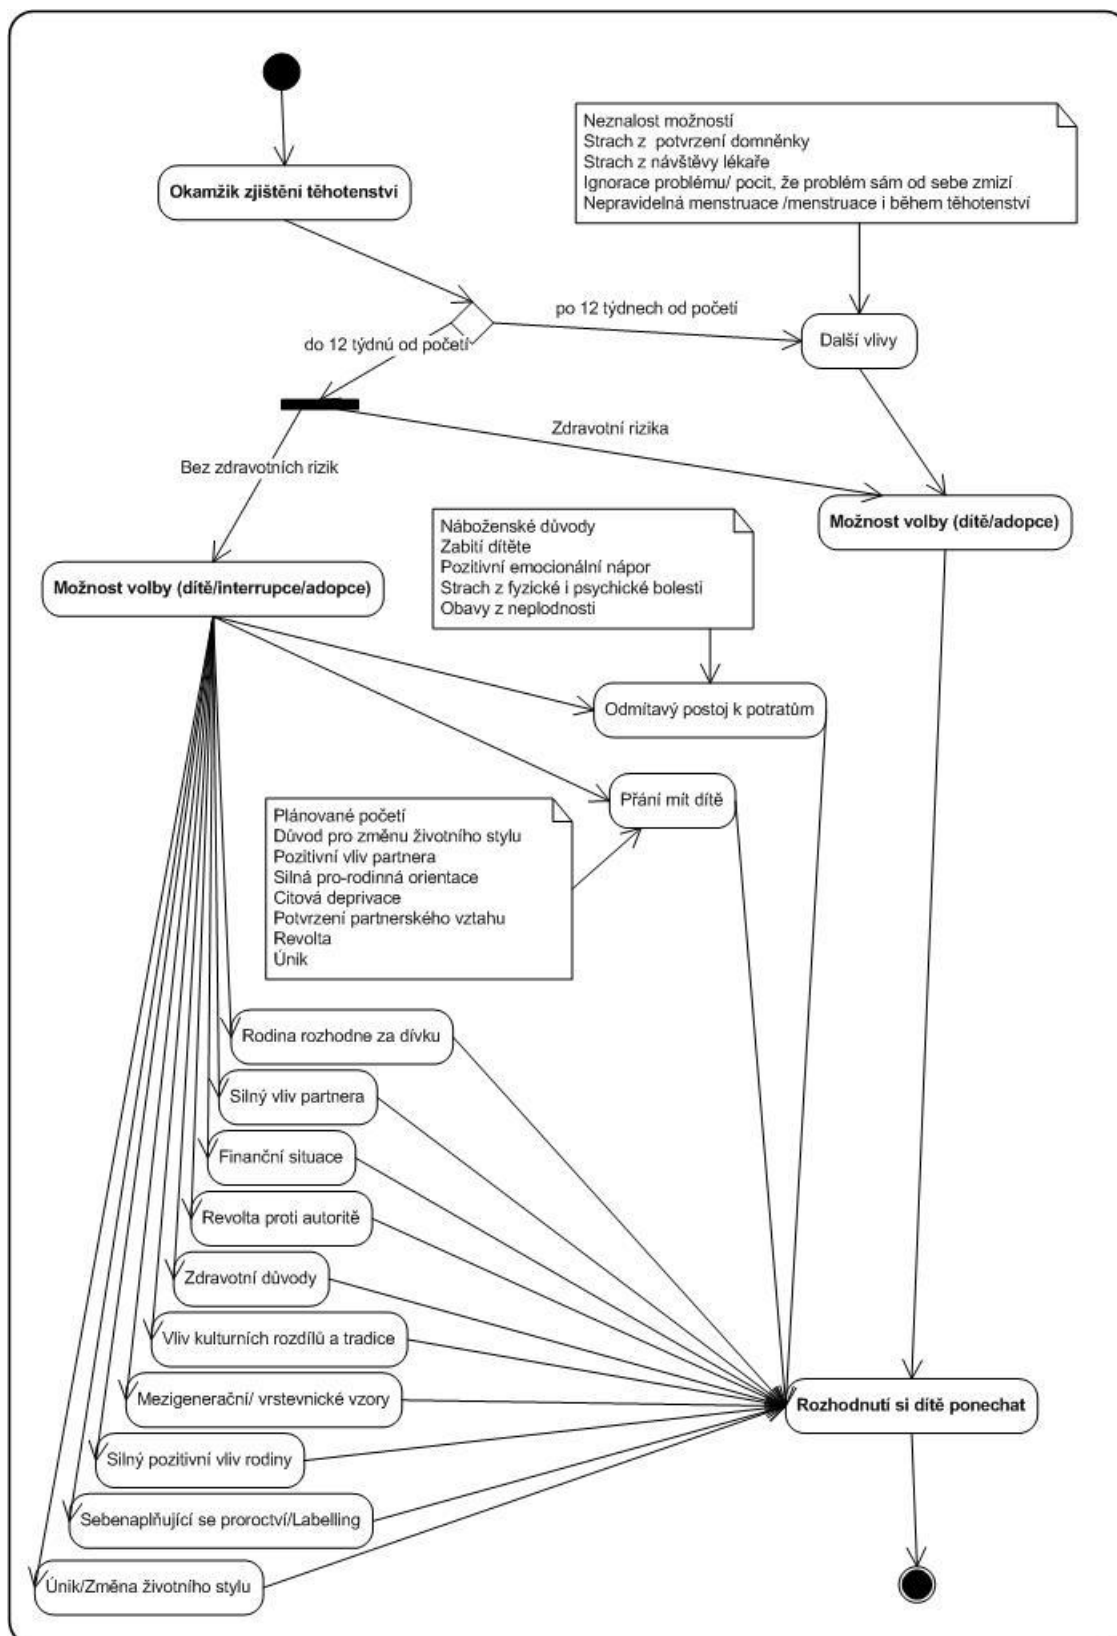 Neznalost možností
Strach z  potvrzení domněnky
Strach z návštěvy lékaře
Ignorace problému/ pocit, že problém sám od sebe zmizí
Nepravidelná menstruace /menstruace i během těhotenství
Okamžik zjištění těhotenství
po 12 týdnech od početí
do 12 týdnů od početí
Další vlivy
Zdravotní rizika
Bez zdravotních rizik
Možnost volby (dítě/adopce)
Náboženské důvody
Zabití dítěte
Pozitivní emocionální nápor
Strach z fyzické i psychické bolesti
Obavy z neplodnosti
Možnost volby (dítě/interrupce/adopce)
Odmítavý postoj k potratům
Přání mít dítě
Plánované početí
Důvod pro změnu životního stylu
Pozitivní vliv partnera
Silná pro-rodinná orientace
Citová deprivace
Potvrzení partnerského vztahu
Revolta
Únik
Rodina rozhodne za dívku
Silný vliv partnera
Finanční situace
Revolta proti autoritě
Zdravotní důvody
Vliv kulturních rozdílů a tradice
Mezigenerační/ vrstevnické vzory
Rozhodnutí si dítě ponechat
Silný pozitivní vliv rodiny
Sebenaplňující se proroctví/Labelling
Únik/Změna životního stylu